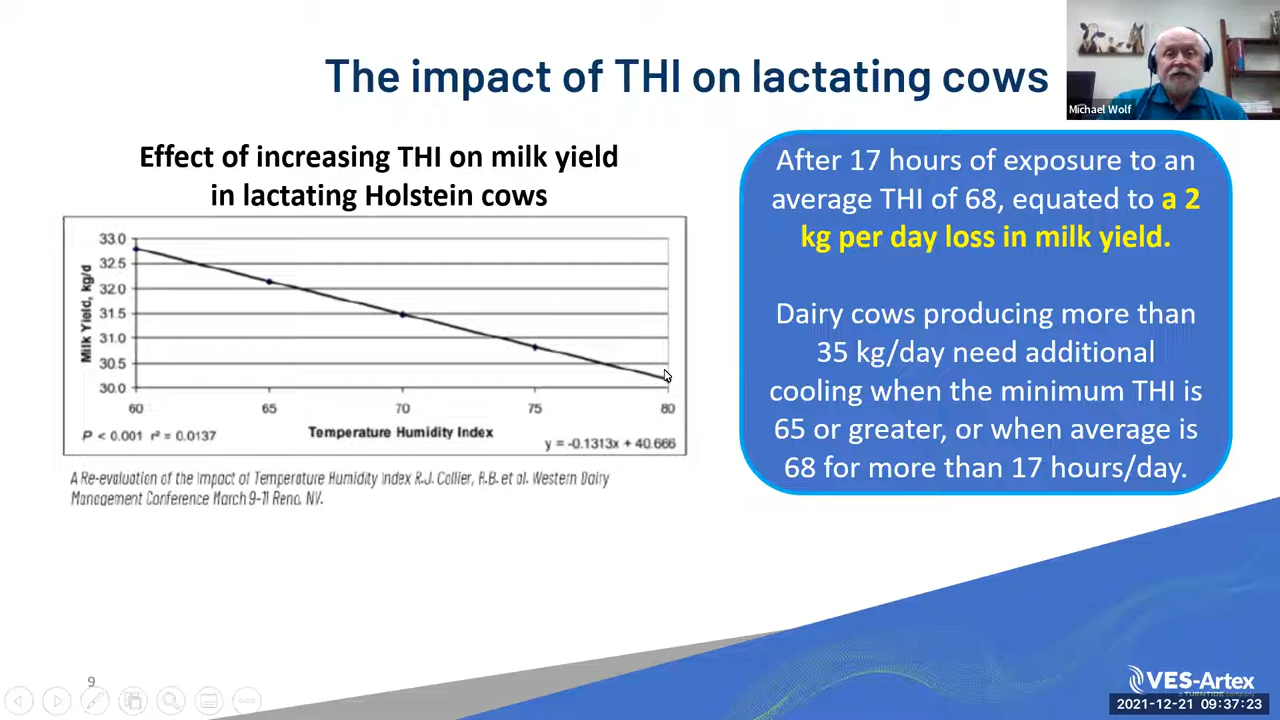 The impact of THI on lactating cows
Michael Wolf
Effect of increasing THI on milk yield
in lactating Holstein cows
33.0
32.5
32.0
31.5
31.0
30.5
30.0
Milk Yield, kg/d
60 65 70 75 80
P < 0.001 r² = 0.0137
Temperature Humidity Index
y = -0.1313x + 40.666
A Re-evaluation of the Impact of Temperature Humidity Index R.J. Collier, R.B. et al. Western Dairy
Management Conference March 9-11 Reno, NV.
After 17 hours of exposure to an
average THI of 68, equated to a 2
kg per day loss in milk yield.
Dairy cows producing more than
35 kg/day need additional
cooling when the minimum THI is
65 or greater, or when average is
68 for more than 17 hours/day.
9
VES-Artex
a TURNTIDE company
2021-12-21 09:37:23